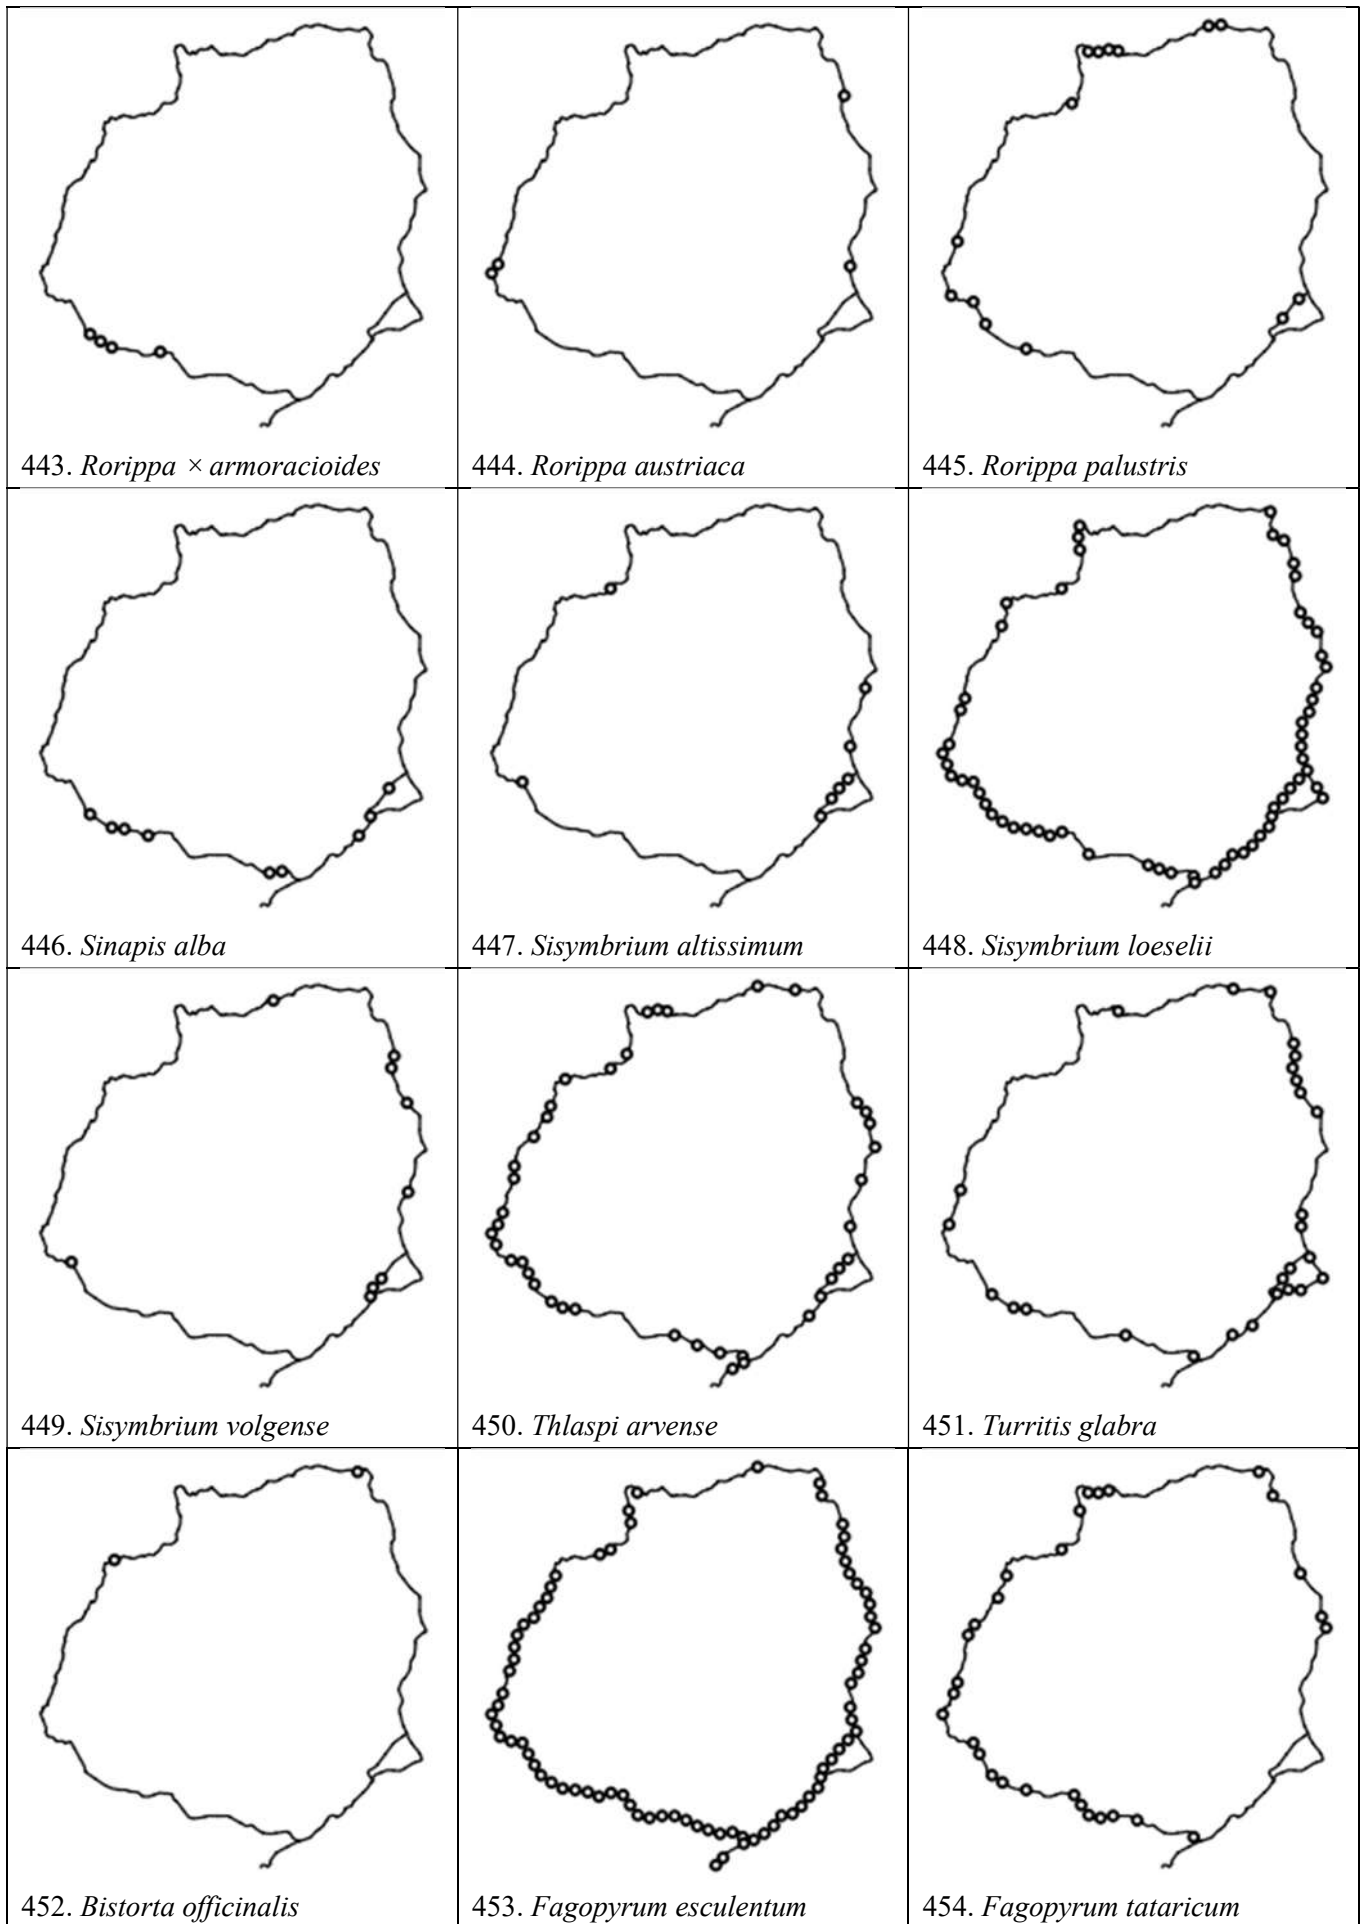 443. Rorippa × armoracioides
444. Rorippa austriaca
445. Rorippa palustris
446. Sinapis alba
447. Sisymbrium altissimum
448. Sisymbrium loeselii
449. Sisymbrium volgense
450. Thlaspi arvense
451. Turritis glabra
452. Bistorta officinalis
453. Fagopyrum esculentum
454. Fagopyrum tataricum